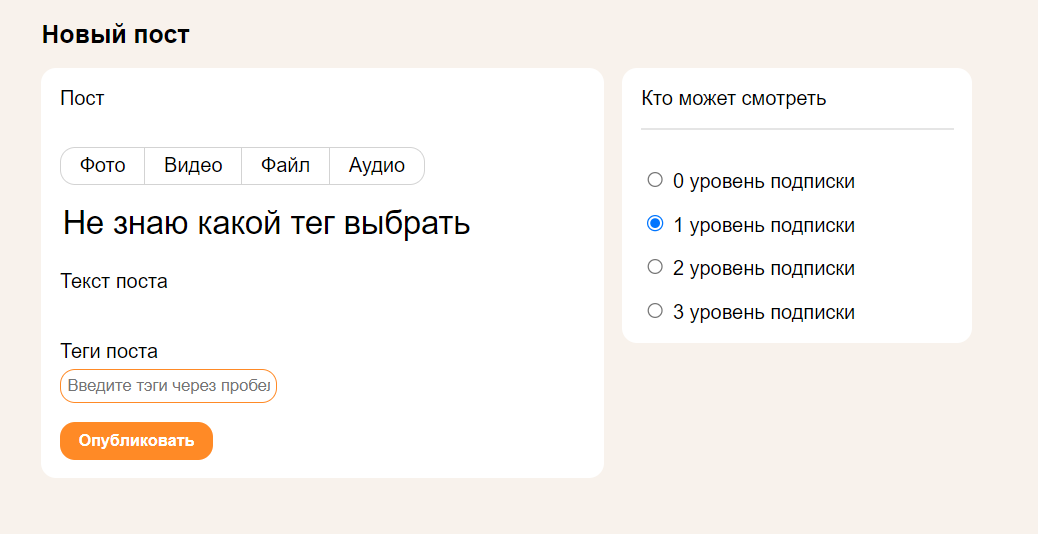 Новый пост
Пост
Фото Видео Файл Аудио
Не знаю какой тег выбрать
Текст поста
Теги поста
Введите тэги через пробел
Опубликовать
Кто может смотреть
0 уровень подписки
1 уровень подписки
2 уровень подписки
3 уровень подписки